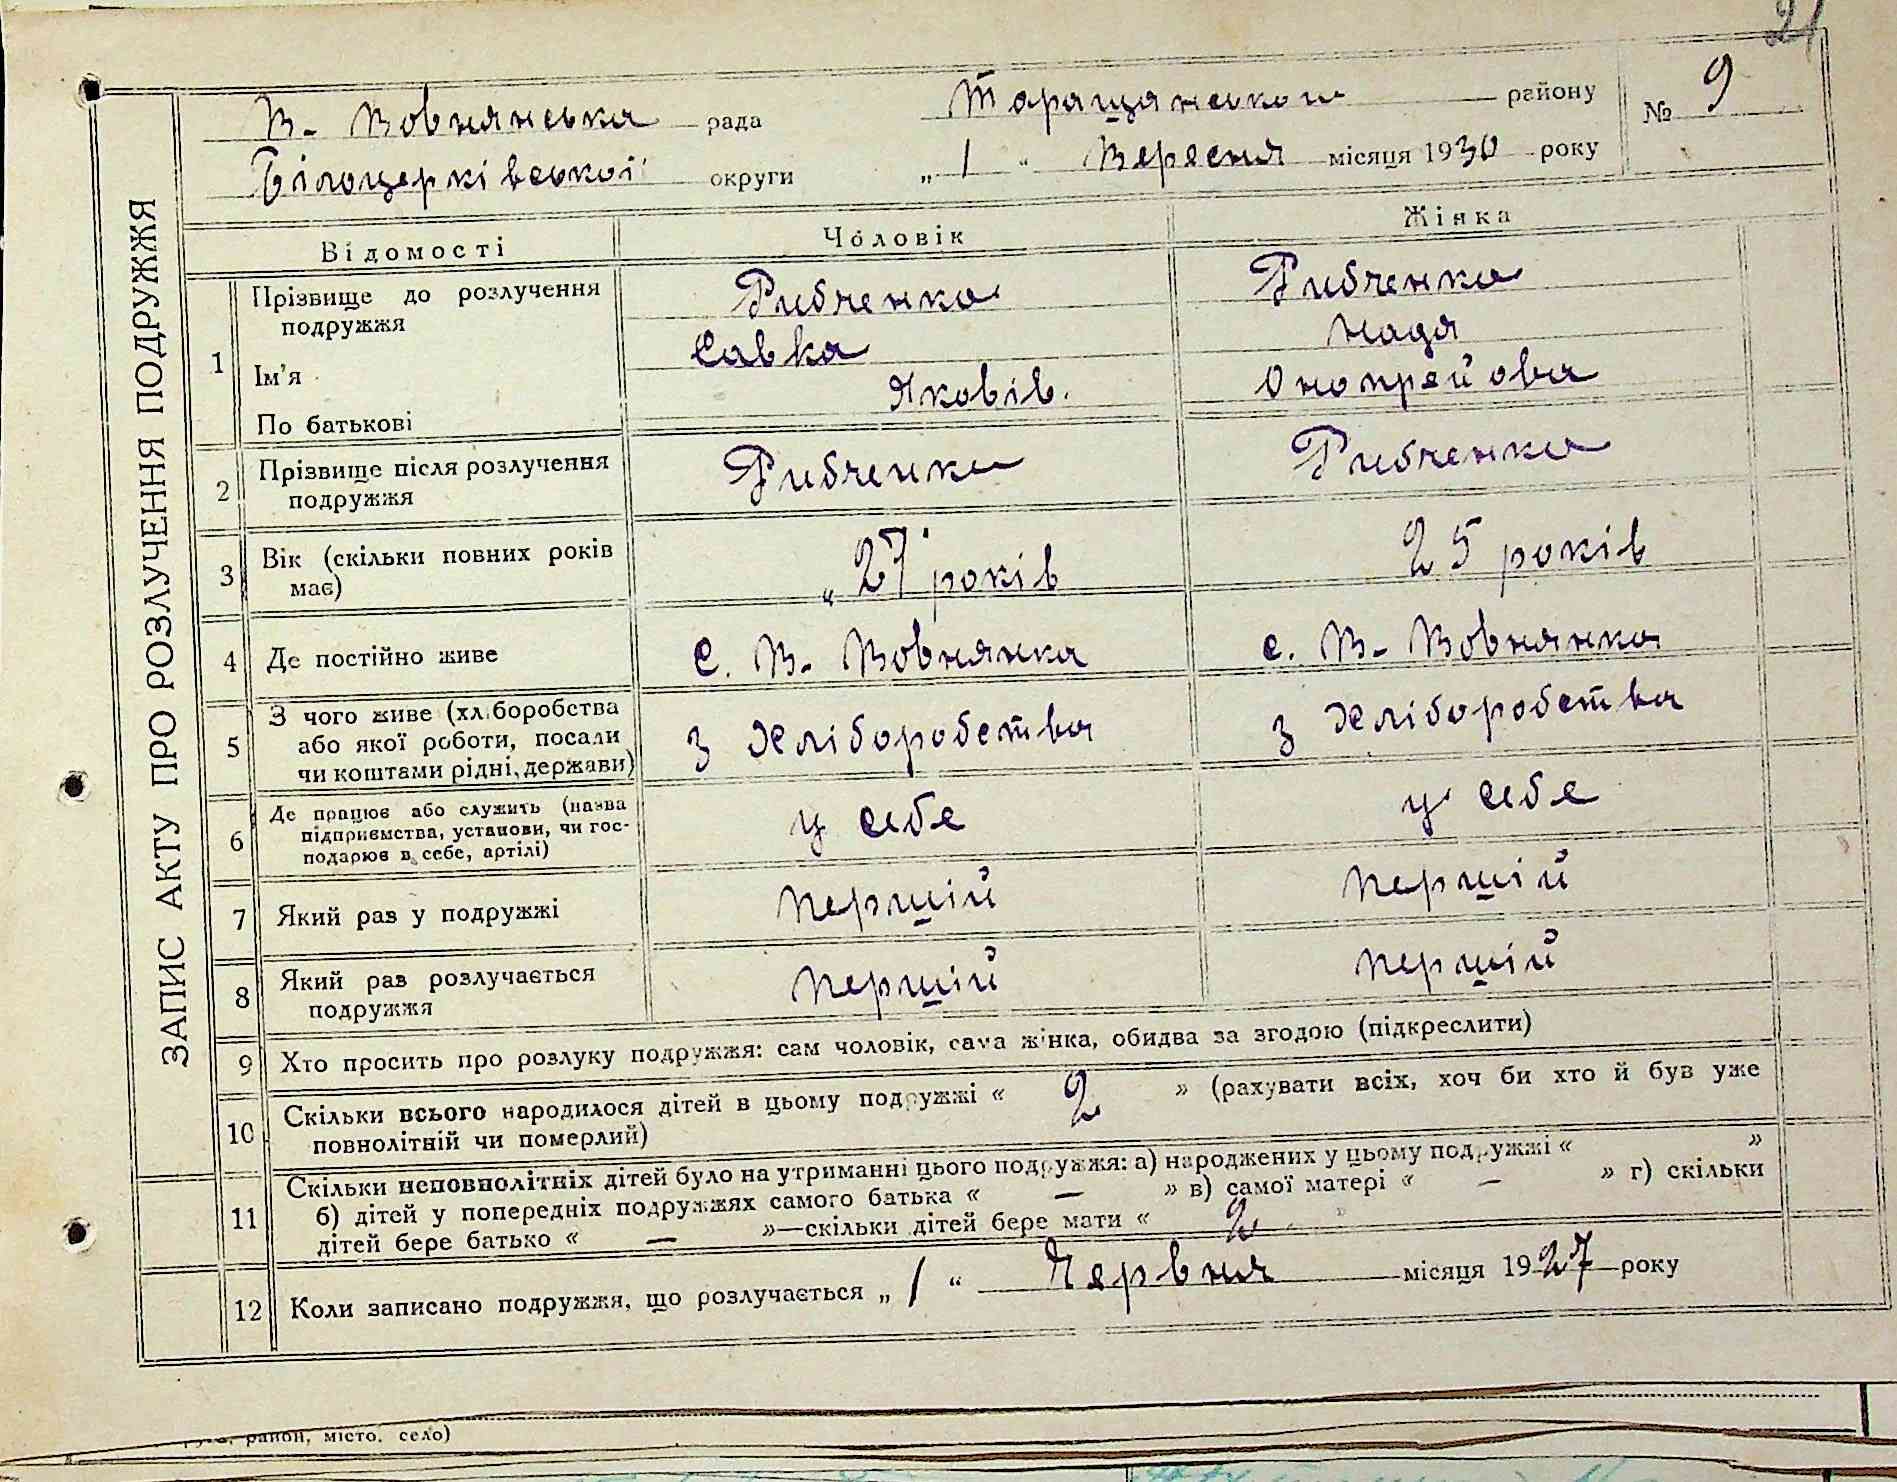 21
ЗАПИС АКТУ ПРО РОЗЛУЧЕННЯ ПОДРУЖЖЯ
В- Вовнянська рада Таращанського району № 9
Білоцерківської округи „ 1 “ Вересня місяця 1930 року
Відомості Чоловік Жінка
1 Прізвище до розлучення подружжя Рибченко Рибченко
Ім'я Савка Надя
По батькові Яковів. Онопрейова
2 Прізвище після розлучення подружжя Рибченко Рибченко
3 Вік (скільки повних років має) „27" років 25 років
4 Де постійно живе с. В- Вовнянка с. В- Вовнянка
5 З чого живе (хліборобства або якої роботи, посади чи коштами рідні, держави) з хліборобства з хліборобства
6 Де працює або служить (назва підприємства, установи, чи господарює в себе, артілі) у себе у себе
7 Який раз у подружжі першій першій
8 Який раз розлучається подружжя першій першій
9 Хто просить про розлуку подружжя: сам чоловік, сама жінка, обидва за згодою (підкреслити)
10 Скільки всього народилося дітей в цьому подружжі « 2 » (рахувати всіх, хоч би хто й був уже
повнолітній чи померлий)
11 Скільки неповнолітніх дітей було на утриманні цього подружжя: а) народжених у цьому подружжі « »
б) дітей у попередніх подружжях самого батька « — » в) самої матері « — » г) скільки
дітей бере батько « — »—скільки дітей бере мати « 2 »
12 Коли записано подружжя, що розлучається „ 1 “ Червня місяця 1927 року
район, місто, село)